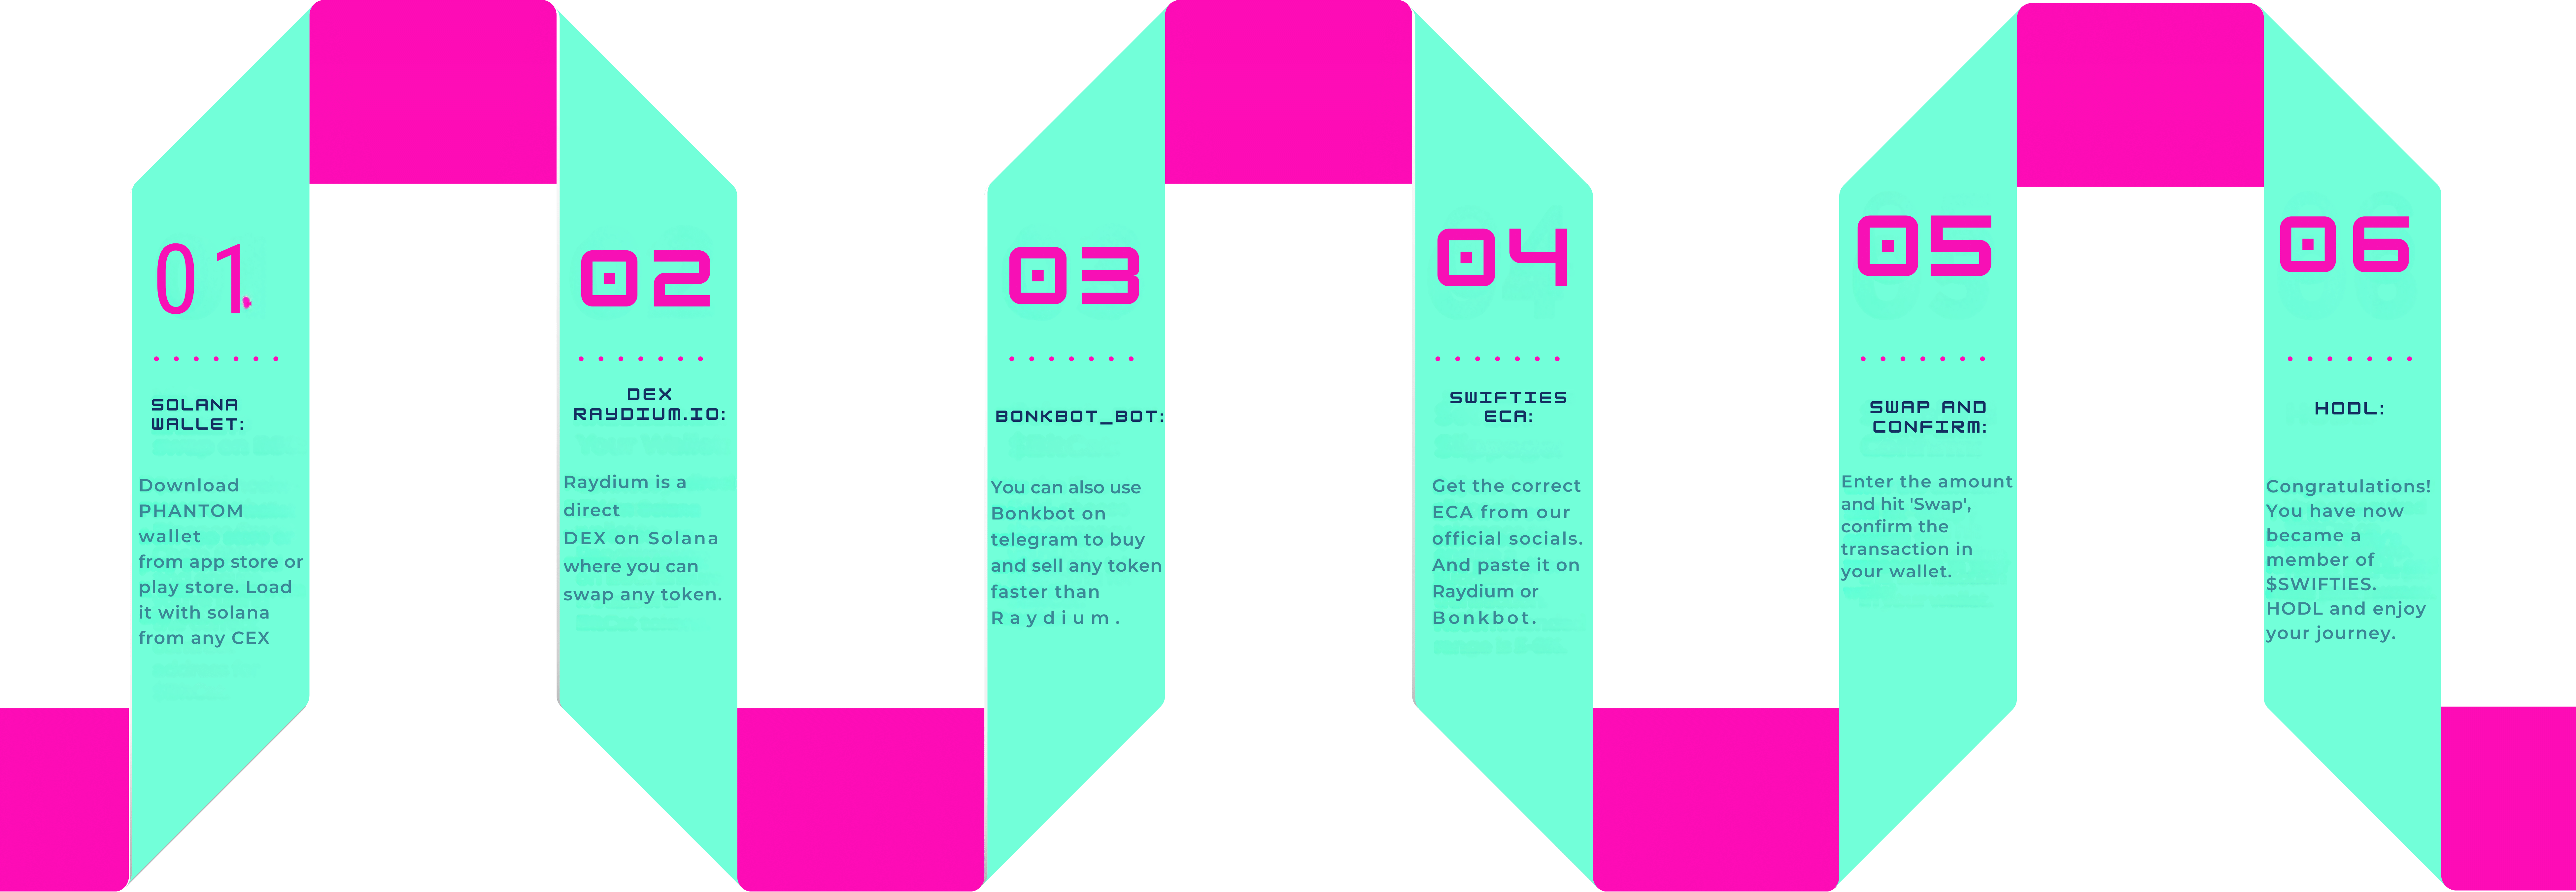 01
SOLANA
WALLET:
Download
PHANTOM
wallet
from app store or
play store. Load
it with solana
from any CEX
02
DEX
RAYDIUM.IO:
Raydium is a
direct
DEX on Solana
where you can
swap any token.
03
BONKBOT_BOT:
You can also use
Bonkbot on
telegram to buy
and sell any token
faster than
Raydium.
04
SWIFTIES
ECA:
Get the correct
ECA from our
official socials.
And paste it on
Raydium or
Bonkbot.
05
SWAP AND
CONFIRM:
Enter the amount
and hit 'Swap',
confirm the
transaction in
your wallet.
06
HODL:
Congratulations!
You have now
became a
member of
$SWIFTIES.
HODL and enjoy
your journey.